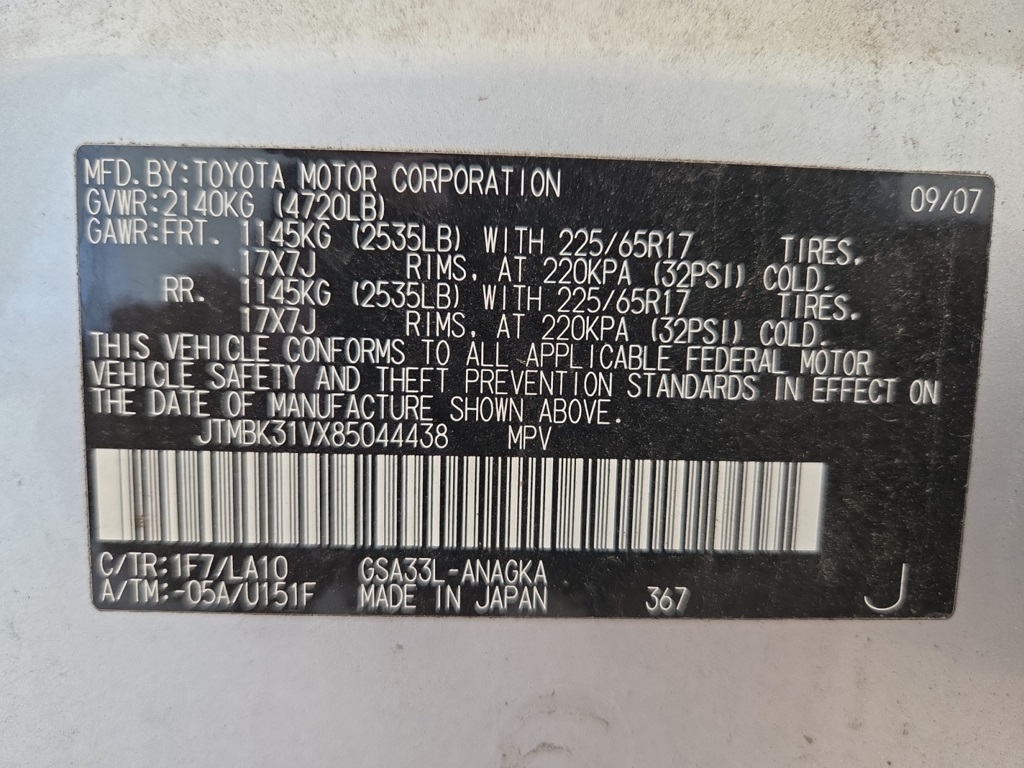 MFD. BY: TOYOTA MOTOR CORPORATION 09/07
GVWR: 2140KG (4720LB)
GAWR: FRT. 1145KG (2535LB) WITH 225/65R17 TIRES,
17X7J RIMS, AT 220KPA (32PSI) COLD.
RR. 1145KG (2535LB) WITH 225/65R17 TIRES.
17X7J RIMS, AT 220KPA (32PSI) COLD.
THIS VEHICLE CONFORMS TO ALL APPLICABLE FEDERAL MOTOR
VEHICLE SAFETY AND THEFT PREVENTION STANDARDS IN EFFECT ON
THE DATE OF MANUFACTURE SHOWN ABOVE.
JTMBK31VX85044438 MPV
C/TR: 1F7/LA10 GSA33L-ANAGKA
A/TM: -05A/U151F MADE IN JAPAN 367 J